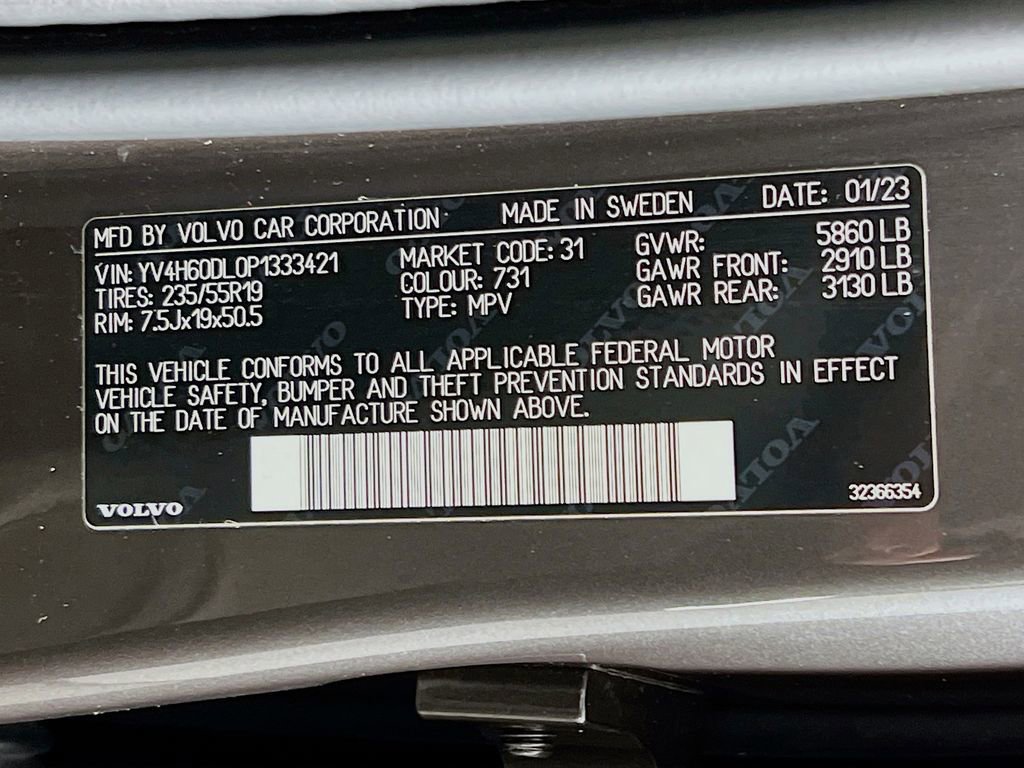 MFD BY VOLVO CAR CORPORATION MADE IN SWEDEN DATE: 01/23
VIN: YV4H60DL0P1333421 MARKET CODE: 31 GVWR: 5860 LB
TIRES: 235/55R19 COLOUR: 731 GAWR FRONT: 2910 LB
RIM: 7.5Jx19x50.5 TYPE: MPV GAWR REAR: 3130 LB
THIS VEHICLE CONFORMS TO ALL APPLICABLE FEDERAL MOTOR
VEHICLE SAFETY, BUMPER AND THEFT PREVENTION STANDARDS IN EFFECT
ON THE DATE OF MANUFACTURE SHOWN ABOVE.
VOLVO 32366354